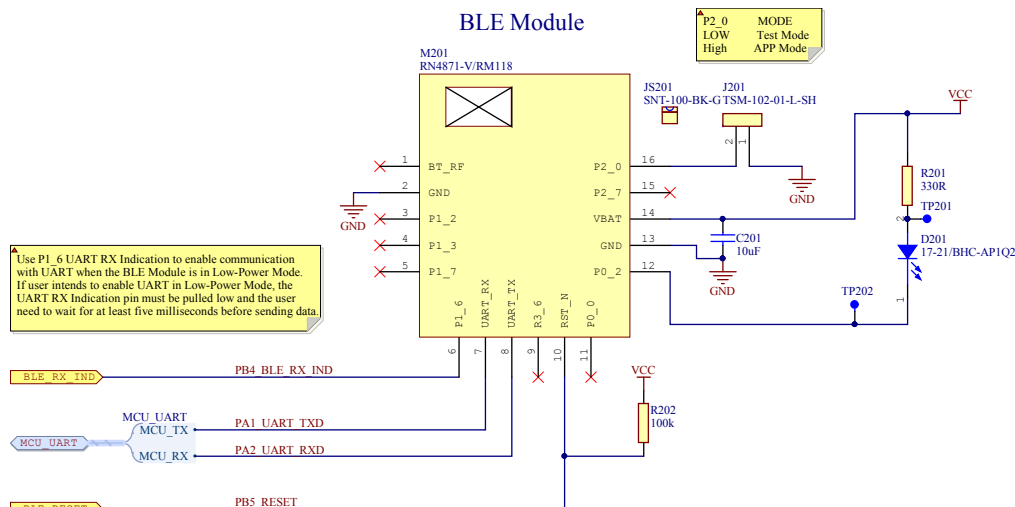 BLE Module
P2_0 MODE
LOW Test Mode
High APP Mode
M201
RN4871-V/RM118
JS201 J201
SNT-100-BK-G TSM-102-01-L-SH
VCC
2 1
1 BT_RF
2 GND
3 P1_2
4 P1_3
5 P1_7
GND
P2_0 16
P2_7 15
VBAT 14
GND 13
P0_2 12
GND
C201
10uF
GND
R201
330R
TP201
2
D201
17-21/BHC-AP1Q2
1
TP202
P1_6 UART_RX UART_TX R3_6 RST_N P0_0
6 7 8 9 10 11
Use P1_6 UART RX Indication to enable communication
with UART when the BLE Module is in Low-Power Mode.
If user intends to enable UART in Low-Power Mode, the
UART RX Indication pin must be pulled low and the user
need to wait for at least five milliseconds before sending data.
BLE_RX_IND PB4_BLE_RX_IND
VCC
R202
100k
MCU_UART
MCU_TX PA1_UART_TXD
MCU_UART
MCU_RX PA2_UART_RXD
PB5_RESET